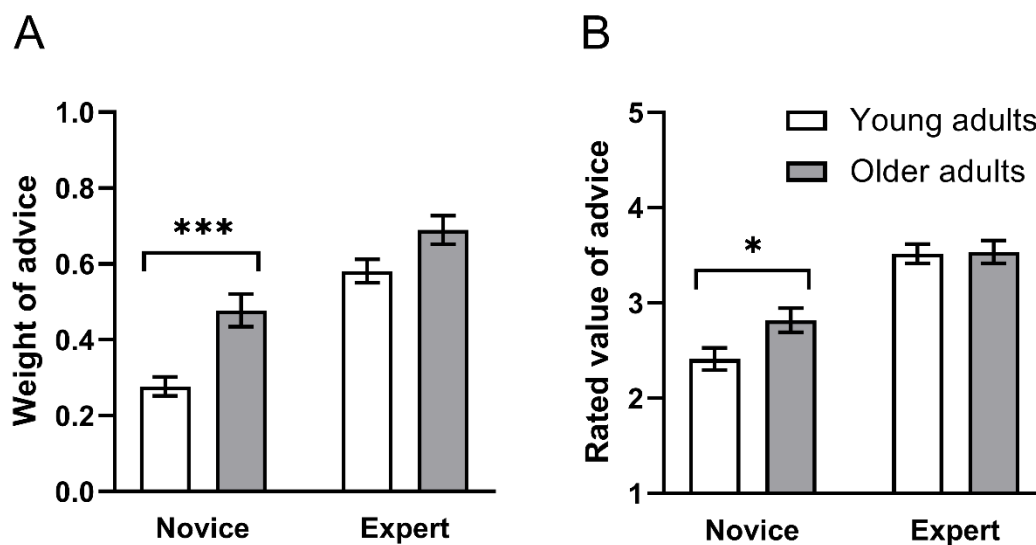 A
Weight of advice
1.0
0.8
0.6
0.4
0.2
0.0
***
Novice
Expert
B
Rated value of advice
5
4
3
2
1
Young adults
Older adults
*
Novice
Expert